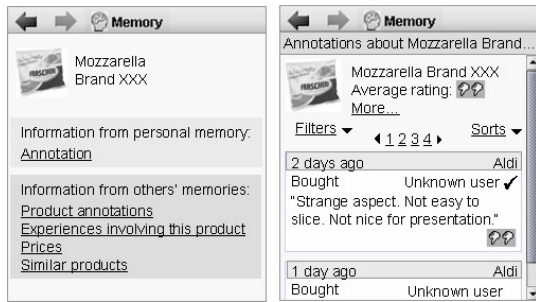 Memory
Mozzarella
Brand XXX
Information from personal memory:
Annotation
Information from others' memories:
Product annotations
Experiences involving this product
Prices
Similar products
Memory
Annotations about Mozzarella Brand...
Mozzarella Brand XXX
Average rating:
More...
Filters
1 2 3 4
Sorts
2 days ago Aldi
Bought Unknown user
"Strange aspect. Not easy to
slice. Not nice for presentation."
1 day ago Aldi
Bought Unknown user